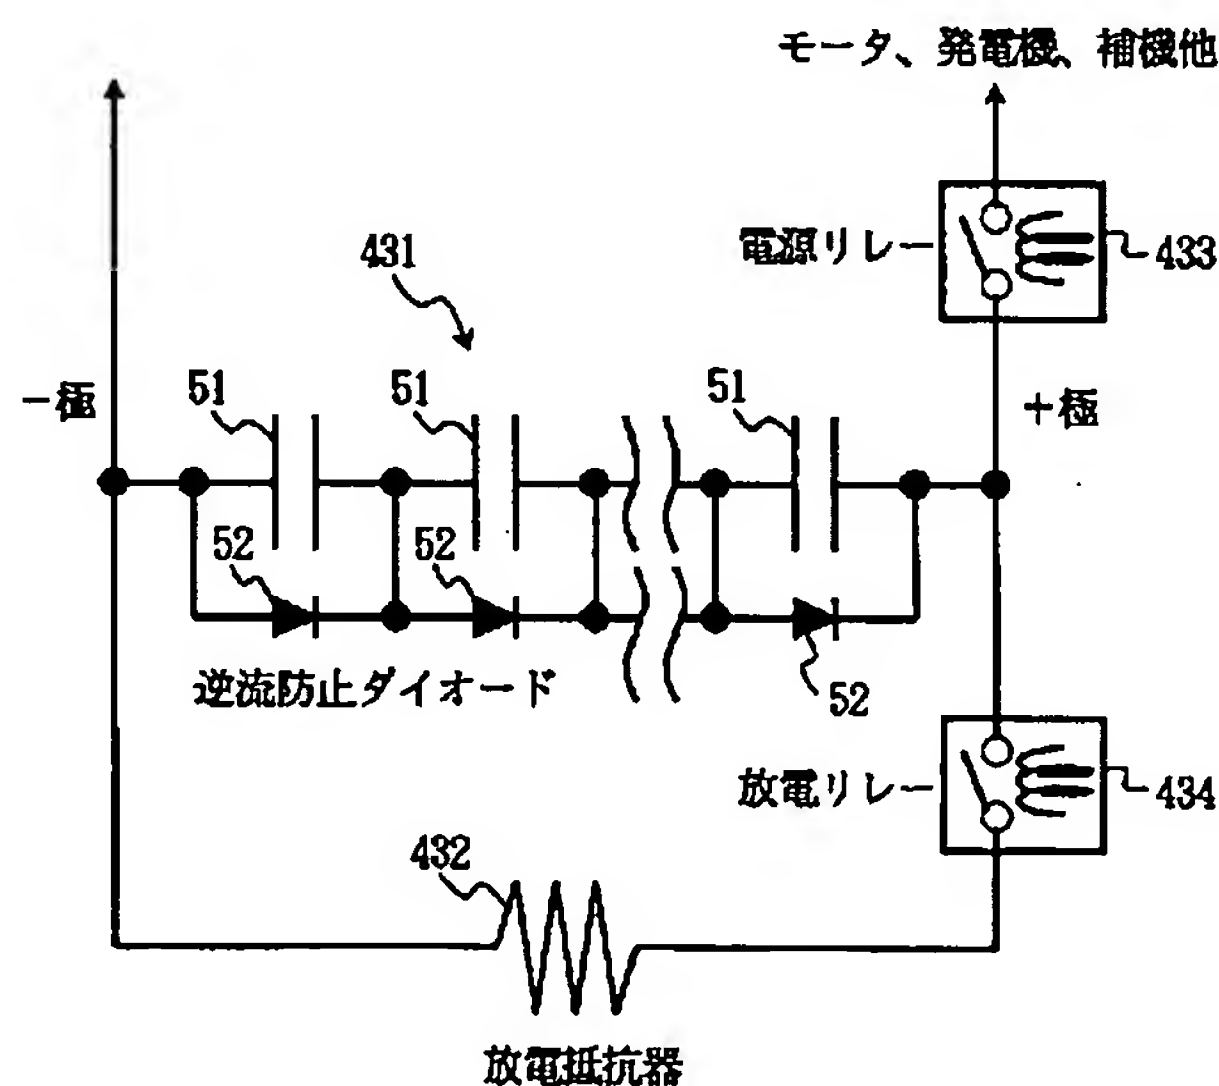 モータ、発電機、補機他
電源リレー
433
431
－極
51
51
51
＋極
52
52
逆流防止ダイオード
52
放電リレー
434
432
放電抵抗器